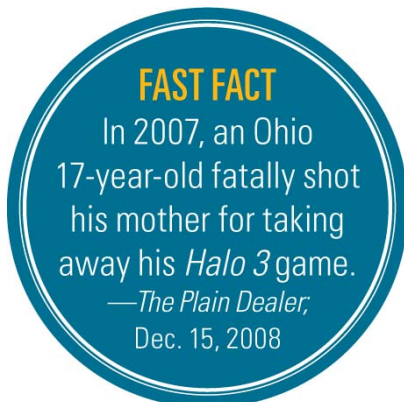 FAST FACT
In 2007, an Ohio
17-year-old fatally shot
his mother for taking
away his Halo 3 game.
—The Plain Dealer,
Dec. 15, 2008